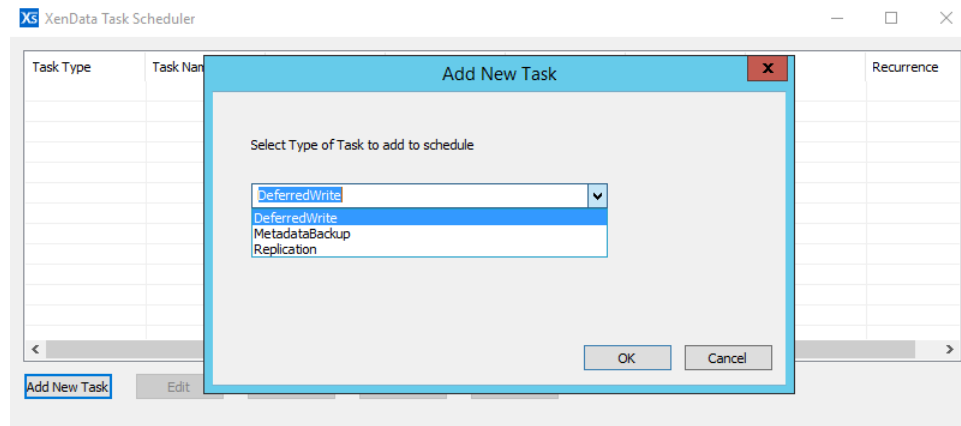 XS XenData Task Scheduler
Task Type Task Nam Recurrence
Add New Task x
Select Type of Task to add to schedule
DeferredWrite
DeferredWrite
MetadataBackup
Replication
OK Cancel
Add New Task Edit